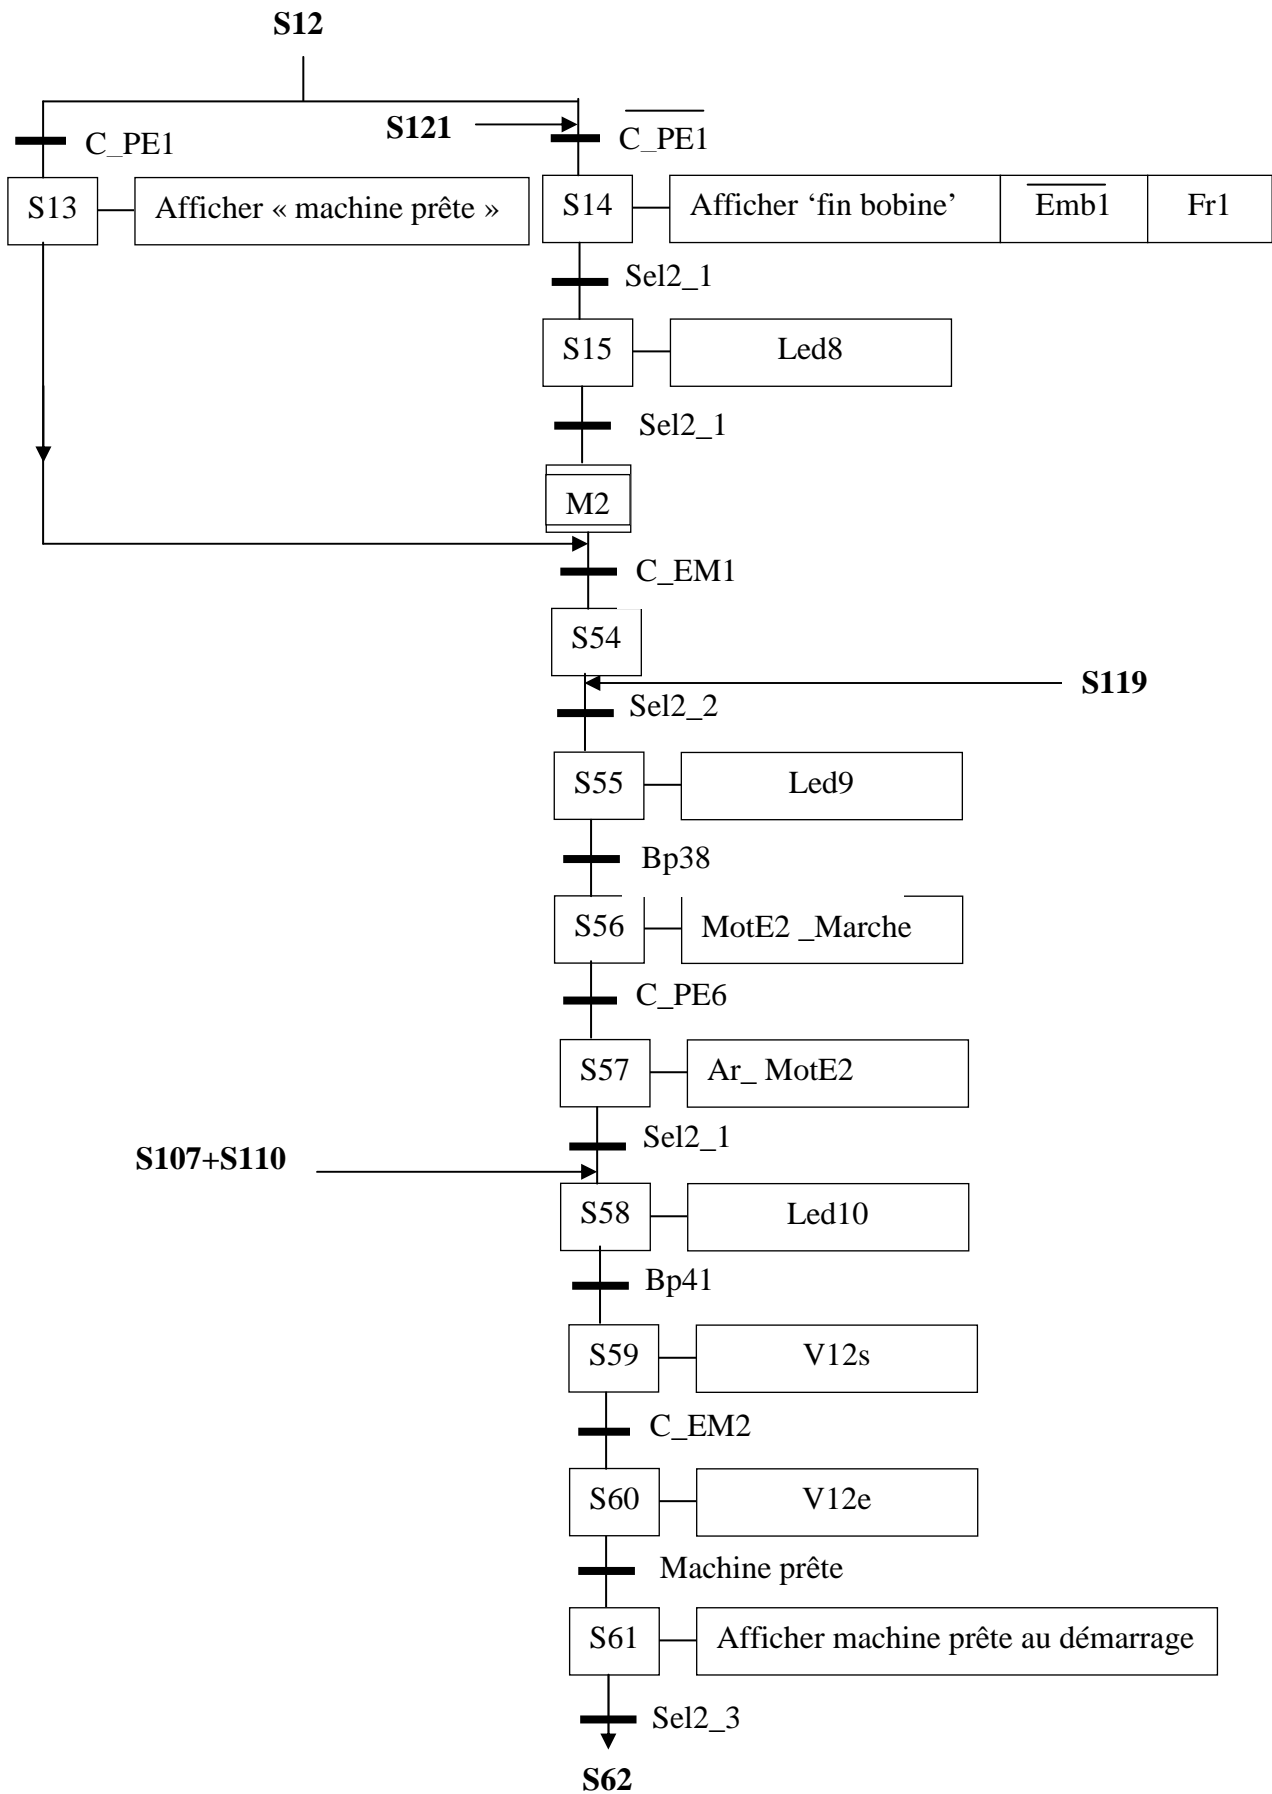 S12
S121
C_PE1
C_PE1
S13
Afficher « machine prête »
S14
Afficher ‘fin bobine’
Emb1
Fr1
Sel2_1
S15
Led8
Sel2_1
M2
C_EM1
S54
S119
Sel2_2
S55
Led9
Bp38
S56
MotE2 _Marche
C_PE6
S57
Ar_ MotE2
Sel2_1
S107+S110
S58
Led10
Bp41
S59
V12s
C_EM2
S60
V12e
Machine prête
S61
Afficher machine prête au démarrage
Sel2_3
S62